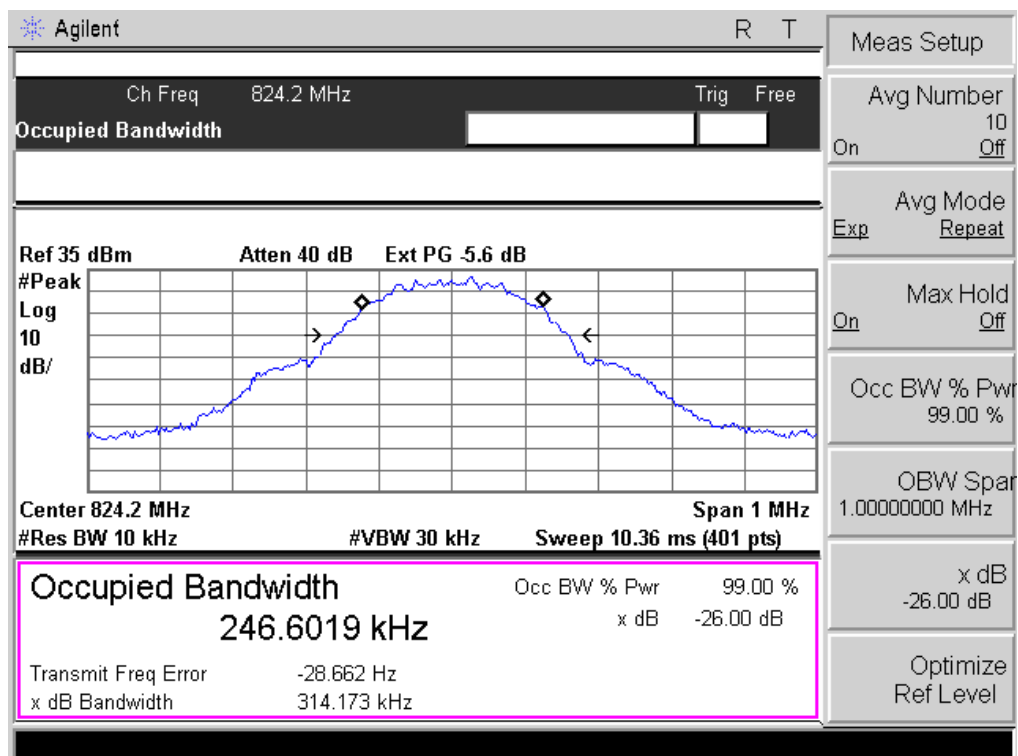 Agilent R T
Ch Freq 824.2 MHz Trig Free
Occupied Bandwidth
Ref 35 dBm Atten 40 dB Ext PG -5.6 dB
#Peak
Log
10
dB/
Center 824.2 MHz Span 1 MHz
#Res BW 10 kHz #VBW 30 kHz Sweep 10.36 ms (401 pts)
Occupied Bandwidth Occ BW % Pwr 99.00 %
246.6019 kHz x dB -26.00 dB
Transmit Freq Error -28.662 Hz
x dB Bandwidth 314.173 kHz
Meas Setup
Avg Number
10
On Off
Avg Mode
Exp Repeat
Max Hold
On Off
Occ BW % Pwr
99.00 %
OBW Span
1.00000000 MHz
x dB
-26.00 dB
Optimize
Ref Level